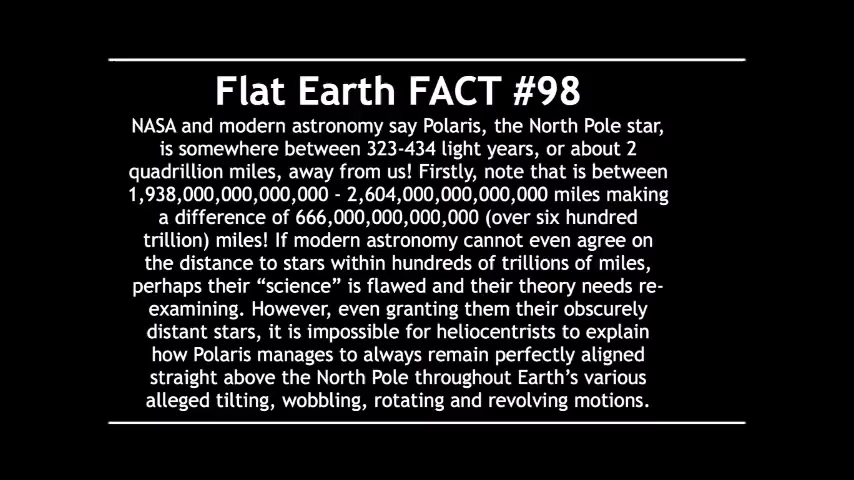 Flat Earth FACT #98
NASA and modern astronomy say Polaris, the North Pole star,
is somewhere between 323-434 light years, or about 2
quadrillion miles, away from us! Firstly, note that is between
1,938,000,000,000,000 - 2,604,000,000,000,000 miles making
a difference of 666,000,000,000,000 (over six hundred
trillion) miles! If modern astronomy cannot even agree on
the distance to stars within hundreds of trillions of miles,
perhaps their “science” is flawed and their theory needs re-
examining. However, even granting them their obscurely
distant stars, it is impossible for heliocentrists to explain
how Polaris manages to always remain perfectly aligned
straight above the North Pole throughout Earth’s various
alleged tilting, wobbling, rotating and revolving motions.